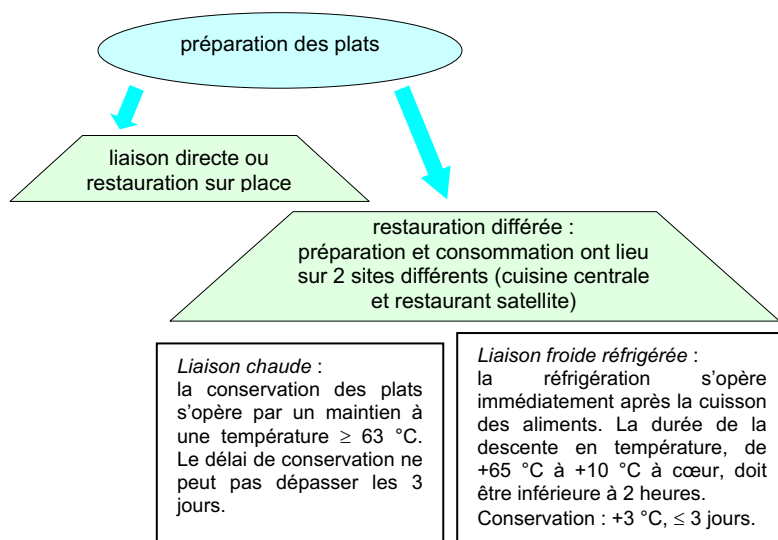 préparation des plats
liaison directe ou
restauration sur place
restauration différée :
préparation et consommation ont lieu
sur 2 sites différents (cuisine centrale
et restaurant satellite)
Liaison chaude :
la conservation des plats
s’opère par un maintien à
une température ≥ 63 °C.
Le délai de conservation ne
peut pas dépasser les 3
jours.
Liaison froide réfrigérée :
la réfrigération s’opère
immédiatement après la cuisson
des aliments. La durée de la
descente en température, de
+65 °C à +10 °C à cœur, doit
être inférieure à 2 heures.
Conservation : +3 °C, ≤ 3 jours.